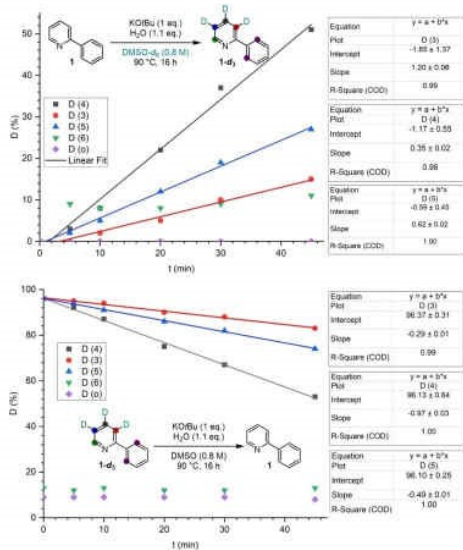 50
40
30
20
10
0
D (%)
0
10
20
30
40
t (min)
N
1
KOtBu (1 eq.)
H₂O (1.1 eq.)
DMSO-d₆ (0.8 M)
90 °C, 16 h
D
D
D
N
1-d₃
D (4)
D (3)
D (5)
D (6)
D (o)
Linear Fit
Equation y = a + b*x
Plot D (3)
Intercept -1.85 ± 1.37
Slope 1.20 ± 0.06
R-Square (COD) 0.99
Equation y = a + b*x
Plot D (4)
Intercept -1.17 ± 0.55
Slope 0.35 ± 0.02
R-Square (COD) 0.98
Equation y = a + b*x
Plot D (5)
Intercept -0.59 ± 0.45
Slope 0.62 ± 0.02
R-Square (COD) 1.00
100
80
60
40
20
0
D (%)
0
10
20
30
40
t (min)
D (4)
D (3)
D (5)
D (6)
D (o)
D
D
D
N
1-d₃
KOtBu (1 eq.)
H₂O (1.1 eq.)
DMSO (0.8 M)
90 °C, 16 h
N
1
Equation y = a + b*x
Plot D (3)
Intercept 96.37 ± 0.31
Slope -0.29 ± 0.01
R-Square (COD) 0.99
Equation y = a + b*x
Plot D (4)
Intercept 96.13 ± 0.84
Slope -0.97 ± 0.03
R-Square (COD) 1.00
Equation y = a + b*x
Plot D (5)
Intercept 96.10 ± 0.25
Slope -0.49 ± 0.01
R-Square (COD) 1.00